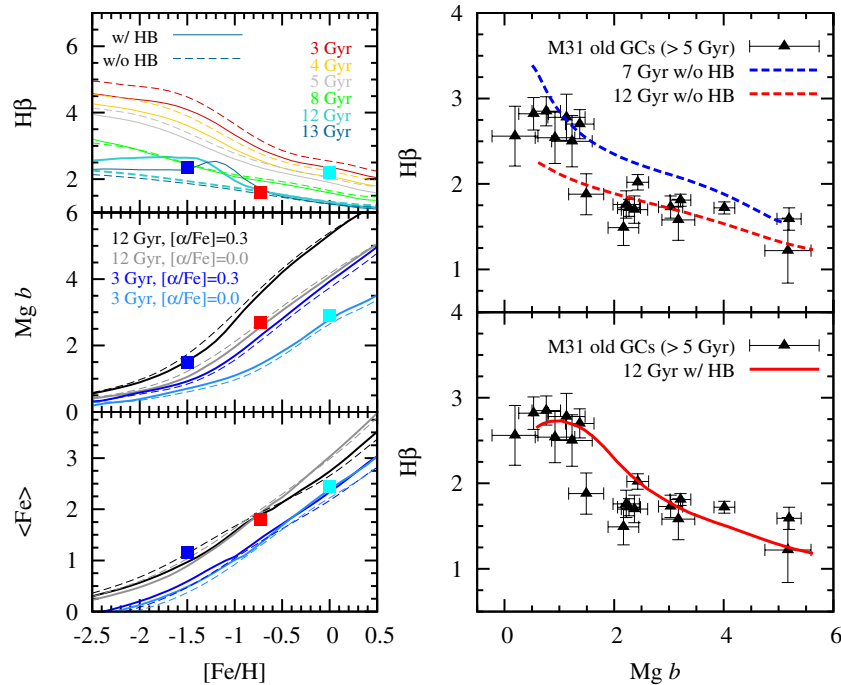 7
6
5
4
3
2
6
Hβ
w/ HB
w/o HB
3 Gyr
4 Gyr
5 Gyr
8 Gyr
12 Gyr
13 Gyr
4
2
0
Mg b
12 Gyr, [α/Fe]=0.3
12 Gyr, [α/Fe]=0.0
3 Gyr, [α/Fe]=0.3
3 Gyr, [α/Fe]=0.0
3
2
1
0
<Fe>
-2.5 -2 -1.5 -1 -0.5 0 0.5
[Fe/H]
4
3
2
1
4
Hβ
M31 old GCs (> 5 Gyr)
7 Gyr w/o HB
12 Gyr w/o HB
3
2
1
Hβ
M31 old GCs (> 5 Gyr)
12 Gyr w/ HB
0 2 4 6
Mg b